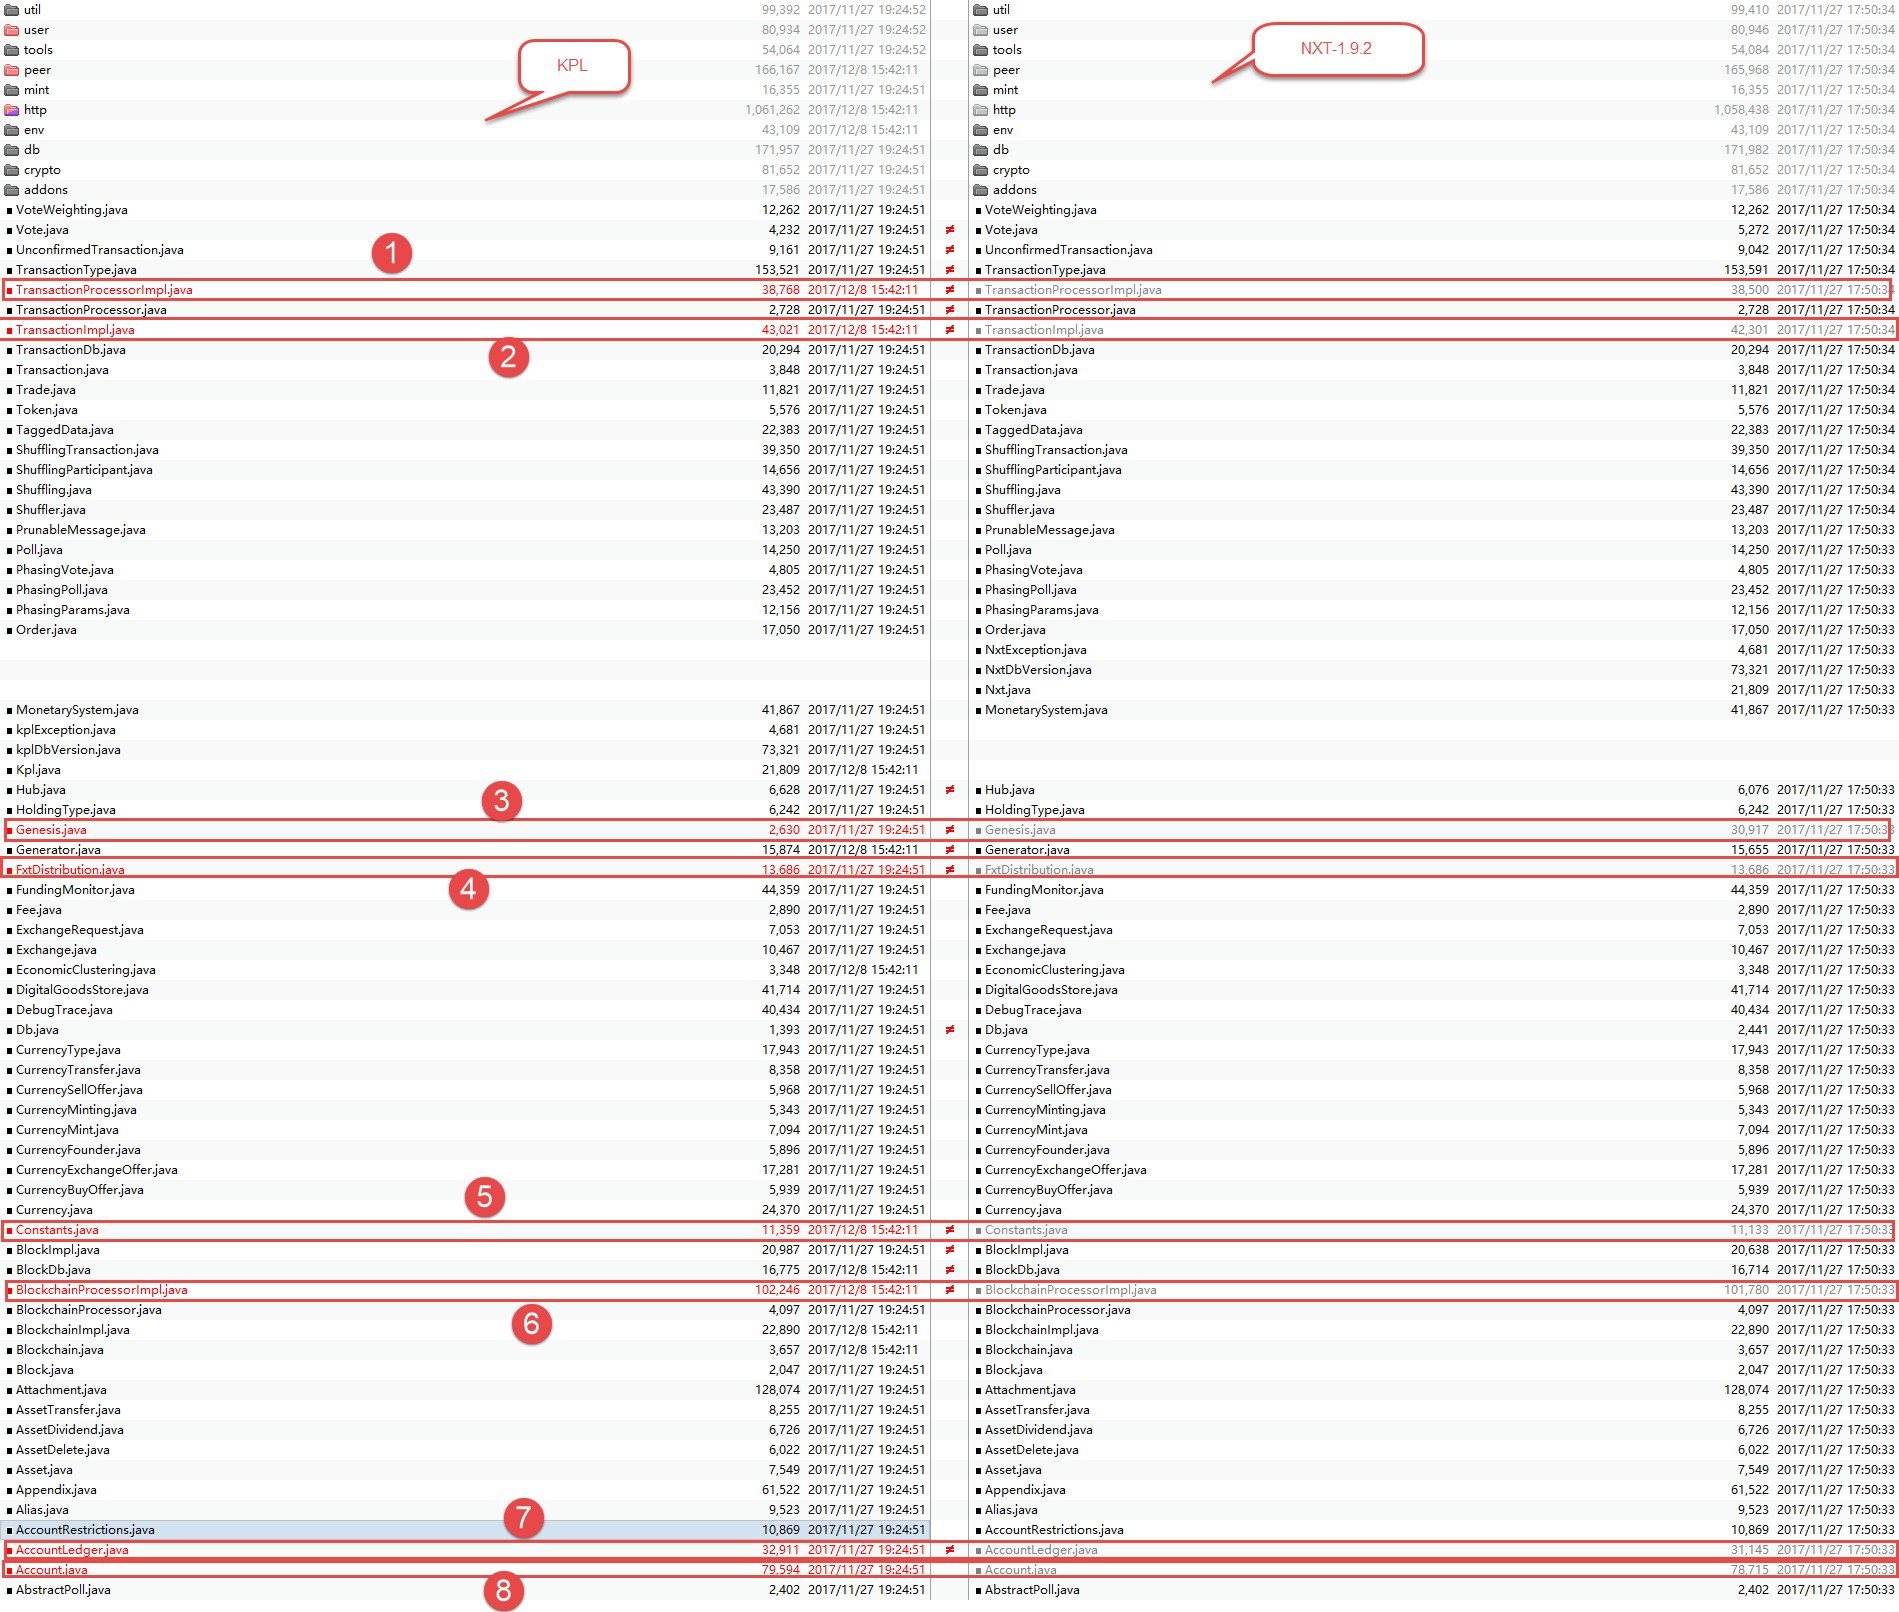 util 99,392 2017/11/27 19:24:52 util 99,410 2017/11/27 17:50:34
user 80,934 2017/11/27 19:24:52 user 80,946 2017/11/27 17:50:34
tools 54,064 2017/11/27 19:24:52 tools 54,084 2017/11/27 17:50:34
KPL
NXT-1.9.2
peer 166,167 2017/12/8 15:42:11 peer 165,968 2017/11/27 17:50:34
mint 16,355 2017/11/27 19:24:51 mint 16,355 2017/11/27 17:50:34
http 1,061,262 2017/12/8 15:42:11 http 1,058,438 2017/11/27 17:50:34
env 43,109 2017/12/8 15:42:11 env 43,109 2017/11/27 17:50:34
db 171,957 2017/11/27 19:24:51 db 171,982 2017/11/27 17:50:34
crypto 81,652 2017/11/27 19:24:51 crypto 81,652 2017/11/27 17:50:34
addons 17,586 2017/11/27 19:24:51 addons 17,586 2017/11/27 17:50:34
VoteWeighting.java 12,262 2017/11/27 19:24:51 VoteWeighting.java 12,262 2017/11/27 17:50:34
Vote.java 4,232 2017/11/27 19:24:51 ≠ Vote.java 5,272 2017/11/27 17:50:34
1
UnconfirmedTransaction.java 9,161 2017/11/27 19:24:51 ≠ UnconfirmedTransaction.java 9,042 2017/11/27 17:50:34
TransactionType.java 153,521 2017/11/27 19:24:51 ≠ TransactionType.java 153,591 2017/11/27 17:50:34
TransactionProcessorImpl.java 38,768 2017/12/8 15:42:11 ≠ TransactionProcessorImpl.java 38,500 2017/11/27 17:50:34
TransactionProcessor.java 2,728 2017/11/27 19:24:51 ≠ TransactionProcessor.java 2,728 2017/11/27 17:50:34
TransactionImpl.java 43,021 2017/12/8 15:42:11 ≠ TransactionImpl.java 42,301 2017/11/27 17:50:34
2
TransactionDb.java 20,294 2017/11/27 19:24:51 TransactionDb.java 20,294 2017/11/27 17:50:34
Transaction.java 3,848 2017/11/27 19:24:51 Transaction.java 3,848 2017/11/27 17:50:34
Trade.java 11,821 2017/11/27 19:24:51 Trade.java 11,821 2017/11/27 17:50:34
Token.java 5,576 2017/11/27 19:24:51 Token.java 5,576 2017/11/27 17:50:34
TaggedData.java 22,383 2017/11/27 19:24:51 TaggedData.java 22,383 2017/11/27 17:50:34
ShufflingTransaction.java 39,350 2017/11/27 19:24:51 ShufflingTransaction.java 39,350 2017/11/27 17:50:34
ShufflingParticipant.java 14,656 2017/11/27 19:24:51 ShufflingParticipant.java 14,656 2017/11/27 17:50:34
Shuffling.java 43,390 2017/11/27 19:24:51 Shuffling.java 43,390 2017/11/27 17:50:34
Shuffler.java 23,487 2017/11/27 19:24:51 Shuffler.java 23,487 2017/11/27 17:50:34
PrunableMessage.java 13,203 2017/11/27 19:24:51 PrunableMessage.java 13,203 2017/11/27 17:50:33
Poll.java 14,250 2017/11/27 19:24:51 Poll.java 14,250 2017/11/27 17:50:33
PhasingVote.java 4,805 2017/11/27 19:24:51 PhasingVote.java 4,805 2017/11/27 17:50:33
PhasingPoll.java 23,452 2017/11/27 19:24:51 PhasingPoll.java 23,452 2017/11/27 17:50:33
PhasingParams.java 12,156 2017/11/27 19:24:51 PhasingParams.java 12,156 2017/11/27 17:50:33
Order.java 17,050 2017/11/27 19:24:51 Order.java 17,050 2017/11/27 17:50:33
NxtException.java 4,681 2017/11/27 17:50:33
NxtDbVersion.java 73,321 2017/11/27 17:50:33
Nxt.java 21,809 2017/11/27 17:50:33
MonetarySystem.java 41,867 2017/11/27 19:24:51 MonetarySystem.java 41,867 2017/11/27 17:50:33
kplException.java 4,681 2017/11/27 19:24:51
kplDbVersion.java 73,321 2017/11/27 19:24:51
Kpl.java 21,809 2017/12/8 15:42:11
Hub.java 6,628 2017/11/27 19:24:51 ≠ Hub.java 6,076 2017/11/27 17:50:33
3
HoldingType.java 6,242 2017/11/27 19:24:51 HoldingType.java 6,242 2017/11/27 17:50:33
Genesis.java 2,630 2017/11/27 19:24:51 ≠ Genesis.java 30,917 2017/11/27 17:50:33
Generator.java 15,874 2017/12/8 15:42:11 ≠ Generator.java 15,655 2017/11/27 17:50:33
FxtDistribution.java 13,686 2017/11/27 19:24:51 ≠ FxtDistribution.java 13,686 2017/11/27 17:50:33
4
FundingMonitor.java 44,359 2017/11/27 19:24:51 FundingMonitor.java 44,359 2017/11/27 17:50:33
Fee.java 2,890 2017/11/27 19:24:51 Fee.java 2,890 2017/11/27 17:50:33
ExchangeRequest.java 7,053 2017/11/27 19:24:51 ExchangeRequest.java 7,053 2017/11/27 17:50:33
Exchange.java 10,467 2017/11/27 19:24:51 Exchange.java 10,467 2017/11/27 17:50:33
EconomicClustering.java 3,348 2017/12/8 15:42:11 EconomicClustering.java 3,348 2017/11/27 17:50:33
DigitalGoodsStore.java 41,714 2017/11/27 19:24:51 DigitalGoodsStore.java 41,714 2017/11/27 17:50:33
DebugTrace.java 40,434 2017/11/27 19:24:51 DebugTrace.java 40,434 2017/11/27 17:50:33
Db.java 1,393 2017/11/27 19:24:51 ≠ Db.java 2,441 2017/11/27 17:50:33
CurrencyType.java 17,943 2017/11/27 19:24:51 CurrencyType.java 17,943 2017/11/27 17:50:33
CurrencyTransfer.java 8,358 2017/11/27 19:24:51 CurrencyTransfer.java 8,358 2017/11/27 17:50:33
CurrencySellOffer.java 5,968 2017/11/27 19:24:51 CurrencySellOffer.java 5,968 2017/11/27 17:50:33
CurrencyMinting.java 5,343 2017/11/27 19:24:51 CurrencyMinting.java 5,343 2017/11/27 17:50:33
CurrencyMint.java 7,094 2017/11/27 19:24:51 CurrencyMint.java 7,094 2017/11/27 17:50:33
CurrencyFounder.java 5,896 2017/11/27 19:24:51 CurrencyFounder.java 5,896 2017/11/27 17:50:33
CurrencyExchangeOffer.java 17,281 2017/11/27 19:24:51 CurrencyExchangeOffer.java 17,281 2017/11/27 17:50:33
CurrencyBuyOffer.java 5,939 2017/11/27 19:24:51 CurrencyBuyOffer.java 5,939 2017/11/27 17:50:33
5
Currency.java 24,370 2017/11/27 19:24:51 Currency.java 24,370 2017/11/27 17:50:33
Constants.java 11,359 2017/12/8 15:42:11 ≠ Constants.java 11,133 2017/11/27 17:50:33
BlockImpl.java 20,987 2017/12/8 15:42:11 ≠ BlockImpl.java 20,638 2017/11/27 17:50:33
BlockDb.java 16,775 2017/12/8 15:42:11 ≠ BlockDb.java 16,714 2017/11/27 17:50:33
BlockchainProcessorImpl.java 102,246 2017/12/8 15:42:11 ≠ BlockchainProcessorImpl.java 101,780 2017/11/27 17:50:33
BlockchainProcessor.java 4,097 2017/11/27 19:24:51 BlockchainProcessor.java 4,097 2017/11/27 17:50:33
6
BlockchainImpl.java 22,890 2017/12/8 15:42:11 BlockchainImpl.java 22,890 2017/11/27 17:50:33
Blockchain.java 3,657 2017/12/8 15:42:11 Blockchain.java 3,657 2017/11/27 17:50:33
Block.java 2,047 2017/11/27 19:24:51 Block.java 2,047 2017/11/27 17:50:33
Attachment.java 128,074 2017/11/27 19:24:51 Attachment.java 128,074 2017/11/27 17:50:33
AssetTransfer.java 8,255 2017/11/27 19:24:51 AssetTransfer.java 8,255 2017/11/27 17:50:33
AssetDividend.java 6,726 2017/11/27 19:24:51 AssetDividend.java 6,726 2017/11/27 17:50:33
AssetDelete.java 6,022 2017/11/27 19:24:51 AssetDelete.java 6,022 2017/11/27 17:50:33
Asset.java 7,549 2017/11/27 19:24:51 Asset.java 7,549 2017/11/27 17:50:33
Appendix.java 61,522 2017/11/27 19:24:51 Appendix.java 61,522 2017/11/27 17:50:33
Alias.java 9,523 2017/11/27 19:24:51 Alias.java 9,523 2017/11/27 17:50:33
7
AccountRestrictions.java 10,869 2017/11/27 19:24:51 AccountRestrictions.java 10,869 2017/11/27 17:50:33
AccountLedger.java 32,911 2017/11/27 19:24:51 ≠ AccountLedger.java 31,145 2017/11/27 17:50:33
Account.java 79,594 2017/11/27 19:24:51 Account.java 78,715 2017/11/27 17:50:33
AbstractPoll.java 2,402 2017/11/27 19:24:51 AbstractPoll.java 2,402 2017/11/27 17:50:33
8